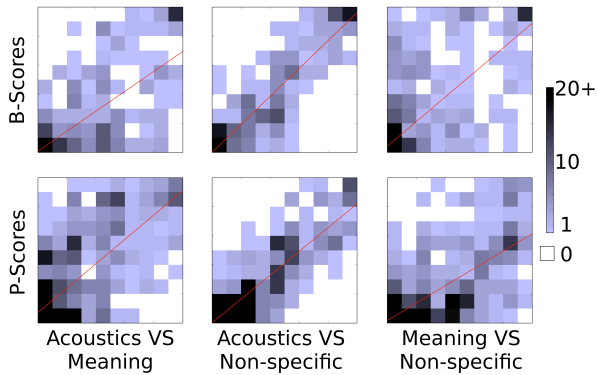 B-Scores
20+
10
1
0
P-Scores
Acoustics VS
Meaning
Acoustics VS
Non-specific
Meaning VS
Non-specific